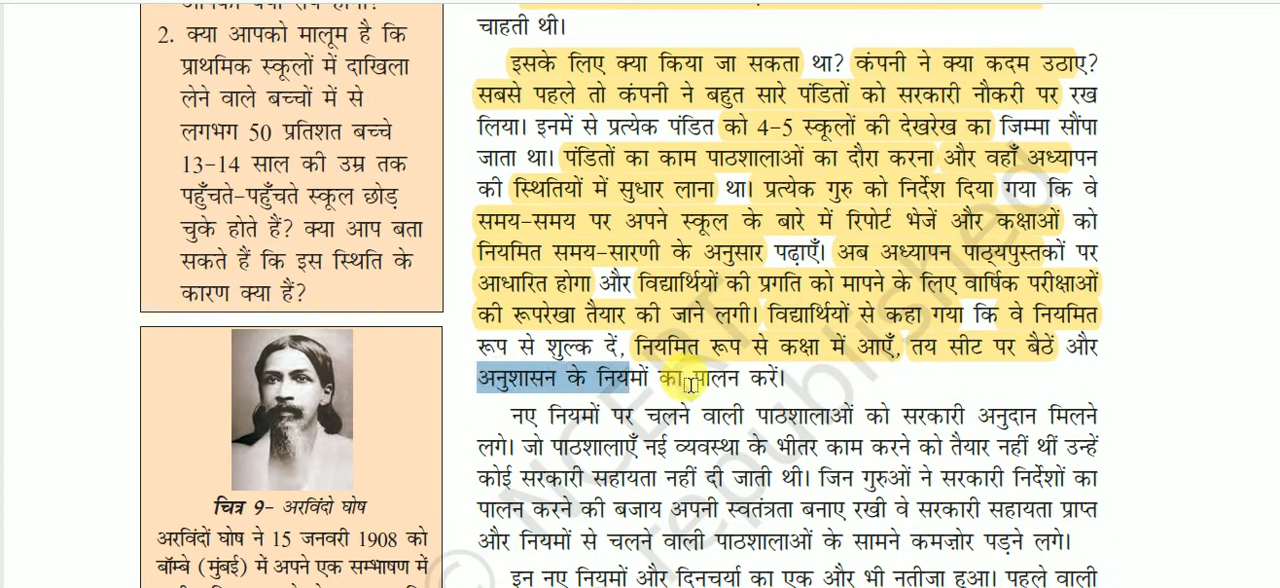 2. क्या आपको मालूम है कि
प्राथमिक स्कूलों में दाखिला
लेने वाले बच्चों में से
लगभग 50 प्रतिशत बच्चे
13-14 साल की उम्र तक
पहुँचते-पहुँचते स्कूल छोड़
चुके होते हैं? क्या आप बता
सकते हैं कि इस स्थिति के
कारण क्या हैं?
चित्र 9- अरविंदो घोष
अरविंदों घोष ने 15 जनवरी 1908 को
बॉम्बे (मुंबई) में अपने एक सम्भाषण में
चाहती थी।
इसके लिए क्या किया जा सकता था? कंपनी ने क्या कदम उठाए?
सबसे पहले तो कंपनी ने बहुत सारे पंडितों को सरकारी नौकरी पर रख
लिया। इनमें से प्रत्येक पंडित को 4-5 स्कूलों की देखरेख का जिम्मा सौंपा
जाता था। पंडितों का काम पाठशालाओं का दौरा करना और वहाँ अध्यापन
की स्थितियों में सुधार लाना था। प्रत्येक गुरु को निर्देश दिया गया कि वे
समय-समय पर अपने स्कूल के बारे में रिपोर्ट भेजें और कक्षाओं को
नियमित समय-सारणी के अनुसार पढ़ाएँ। अब अध्यापन पाठ्यपुस्तकों पर
आधारित होगा और विद्यार्थियों की प्रगति को मापने के लिए वार्षिक परीक्षाओं
की रूपरेखा तैयार की जाने लगी। विद्यार्थियों से कहा गया कि वे नियमित
रूप से शुल्क दें, नियमित रूप से कक्षा में आएँ, तय सीट पर बैठें और
अनुशासन के नियमों का पालन करें।
नए नियमों पर चलने वाली पाठशालाओं को सरकारी अनुदान मिलने
लगे। जो पाठशालाएँ नई व्यवस्था के भीतर काम करने को तैयार नहीं थीं उन्हें
कोई सरकारी सहायता नहीं दी जाती थी। जिन गुरुओं ने सरकारी निर्देशों का
पालन करने की बजाय अपनी स्वतंत्रता बनाए रखी वे सरकारी सहायता प्राप्त
और नियमों से चलने वाली पाठशालाओं के सामने कमज़ोर पड़ने लगे।
इन नए नियमों और दिनचर्या का एक और भी नतीजा हुआ। पहले वाली
© NCERT
republished